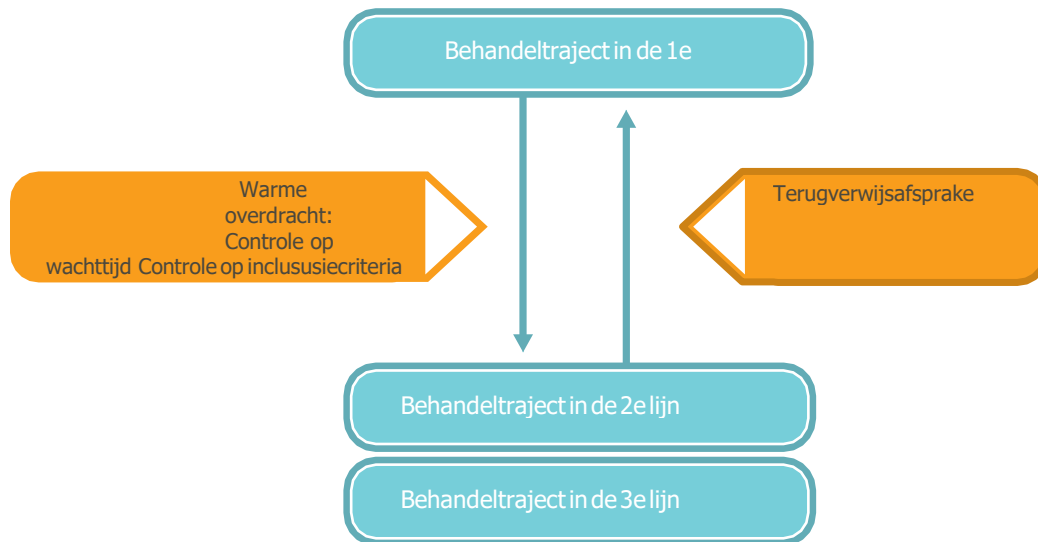 Behandeltraject in de 1e
Warme
overdracht:
Controle op
wachttijd Controle op inclususiecriteria
Terugverwijsafsprake
Behandeltraject in de 2e lijn
Behandeltraject in de 3e lijn